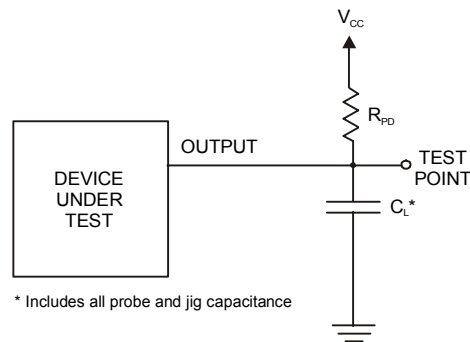 VCC
RPD
OUTPUT
TEST
POINT
DEVICE
UNDER
TEST
CL*
* Includes all probe and jig capacitance